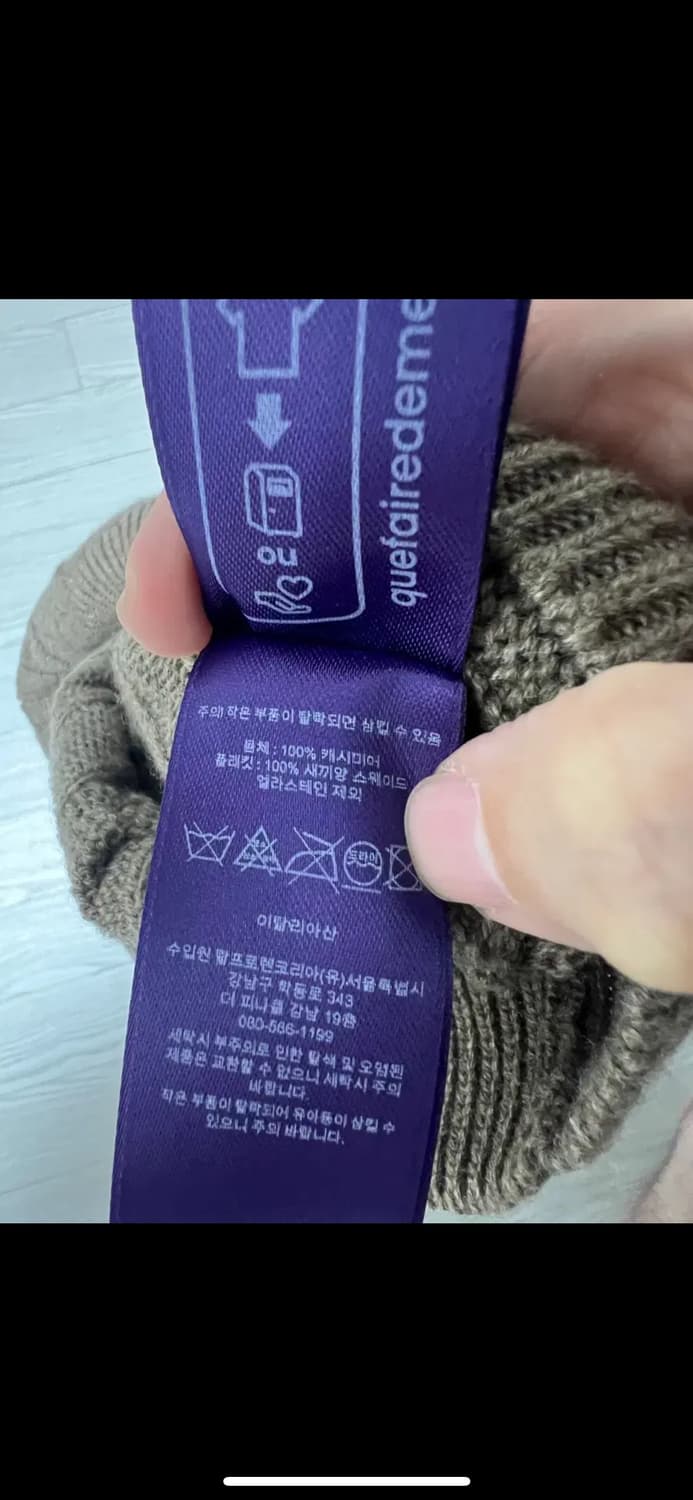 quefairedeme
주의! 작은 부품이 탈락되면 삼킬 수 있음
몸체 : 100% 캐시미어
플래킷 : 100% 새끼양 스웨이드
엘라스테인 제외
드라이
이탈리아산
수입원 랄프로렌코리아(유)서울특별시
강남구 학동로 343
더 피나클 강남 19층
080-566-1199
세탁시 부주의로 인한 탈색 및 오염된
제품은 교환할 수 없으니 세탁시 주의
바랍니다.
작은 부품이 탈락되어 유아등이 삼킬 수
있으니 주의 바랍니다.